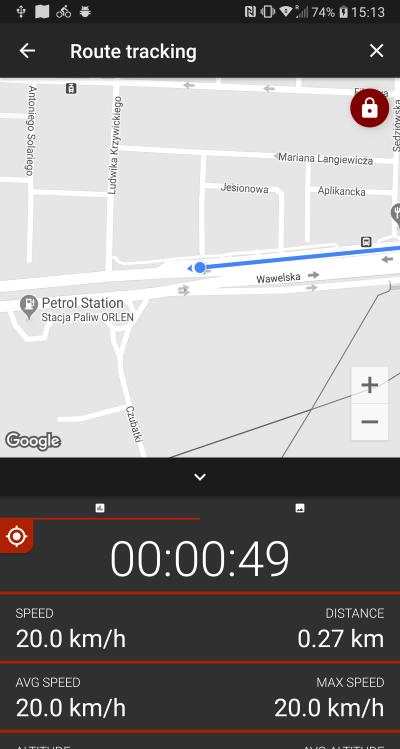 74% 15:13
Route tracking
Antoniego Solariego
Ludwika Krzywickiego
Mariana Langiewicza
Jesionowa
Aplikancka
Wawelska
Petrol Station
Stacja Paliw ORLEN
Czubatki
Google
00:00:49
SPEED DISTANCE
20.0 km/h 0.27 km
AVG SPEED MAX SPEED
20.0 km/h 20.0 km/h
ALTITUDE AVG ALTITUDE